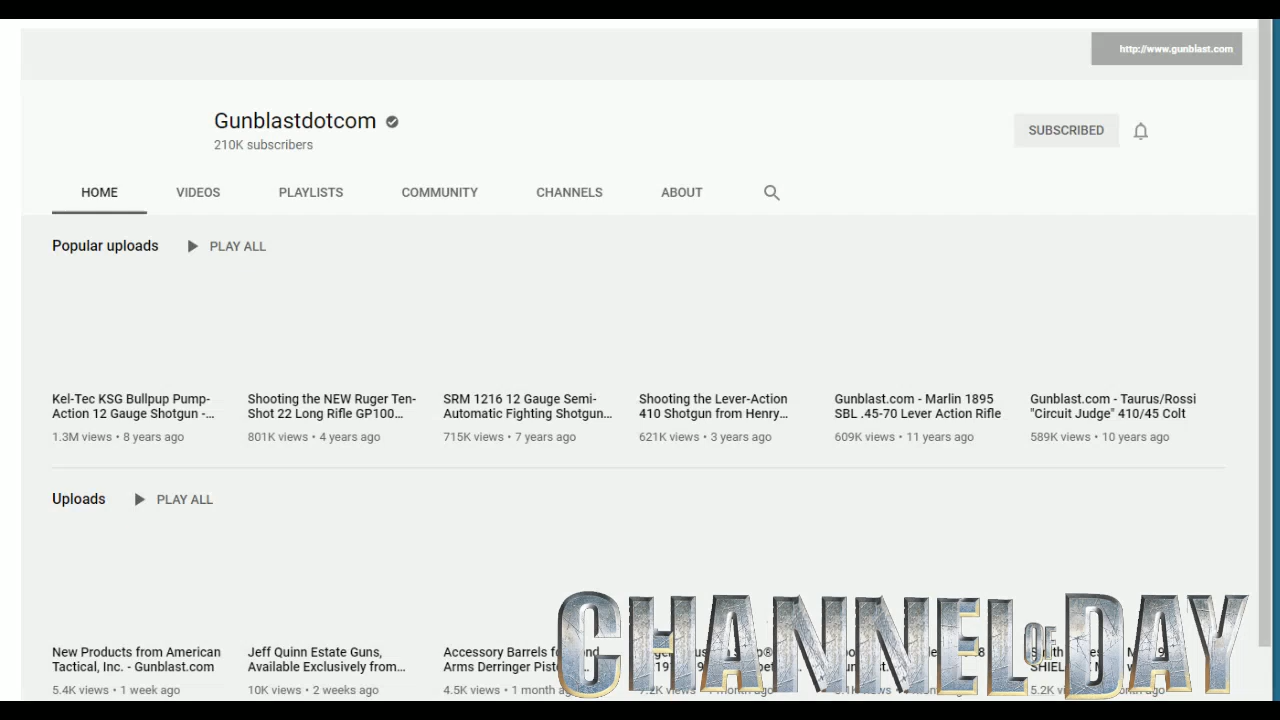 http://www.gunblast.com
Gunblastdotcom
210K subscribers
SUBSCRIBED
HOME VIDEOS PLAYLISTS COMMUNITY CHANNELS ABOUT
Popular uploads PLAY ALL
Kel-Tec KSG Bullpup Pump-
Action 12 Gauge Shotgun -...
1.3M views • 8 years ago
Shooting the NEW Ruger Ten-
Shot 22 Long Rifle GP100...
801K views • 4 years ago
SRM 1216 12 Gauge Semi-
Automatic Fighting Shotgun...
715K views • 7 years ago
Shooting the Lever-Action
410 Shotgun from Henry...
621K views • 3 years ago
Gunblast.com - Marlin 1895
SBL .45-70 Lever Action Rifle
609K views • 11 years ago
Gunblast.com - Taurus/Rossi
"Circuit Judge" 410/45 Colt
589K views • 10 years ago
Uploads PLAY ALL
New Products from American
Tactical, Inc. - Gunblast.com
5.4K views • 1 week ago
Jeff Quinn Estate Guns,
Available Exclusively from...
10K views • 2 weeks ago
Accessory Barrels
Arms Derringer
4.5K views • 1 month
5.2K
CHANNEL OF DAY